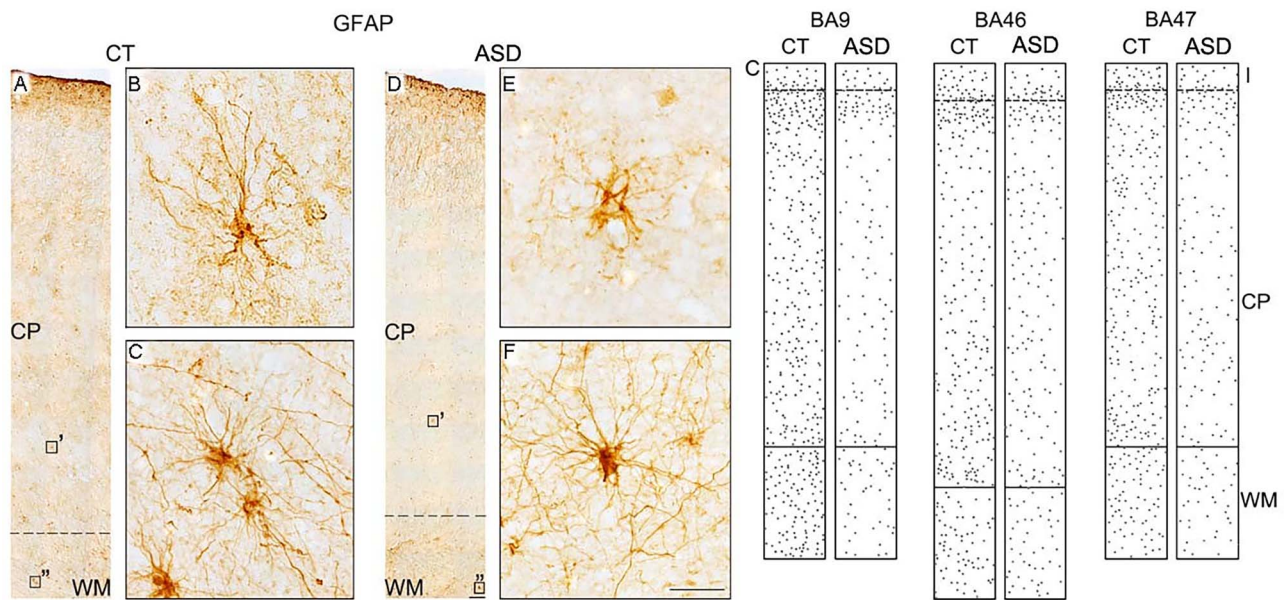 GFAP
CT ASD
A B D E
CP CP
C F
' '
" "
WM WM
BA9 BA46 BA47
CT ASD CT ASD CT ASD
C I
CP
WM